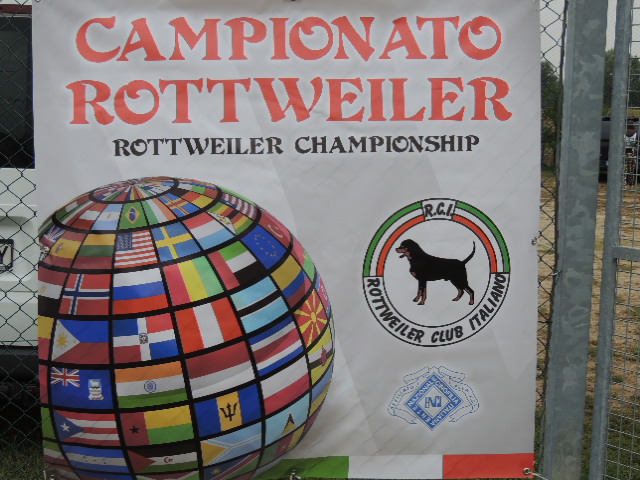 CAMPIONATO
ROTTWEILER
ROTTWEILER CHAMPIONSHIP
R.C.I.
ROTTWEILER CLUB ITALIANO